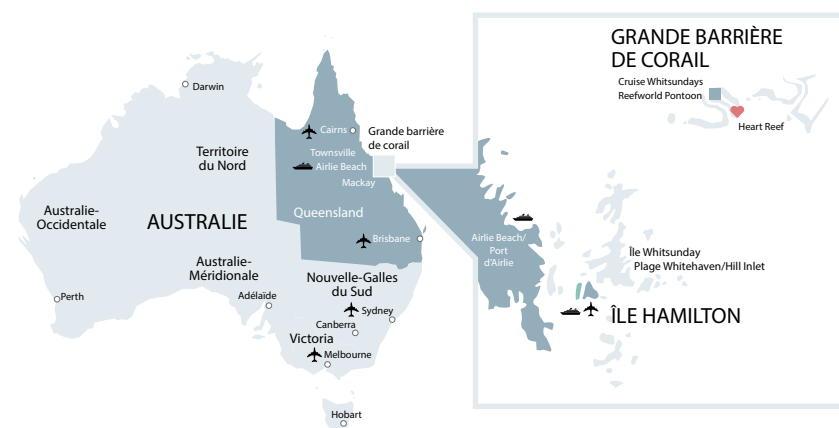 GRANDE BARRIÈRE
DE CORAIL
Cruise Whitsundays
Reefworld Pontoon
Heart Reef
Darwin
Cairns
Grande barrière
de corail
Territoire
du Nord
Townsville
Airlie Beach
Mackay
Australie-
Occidentale
AUSTRALIE
Queensland
Brisbane
Airlie Beach/
Port
d'Airlie
Île Whitsunday
Plage Whitehaven/Hill Inlet
Australie-
Méridionale
Nouvelle-Galles
du Sud
Perth
Adélaïde
Sydney
ÎLE HAMILTON
Canberra
Victoria
Melbourne
Hobart